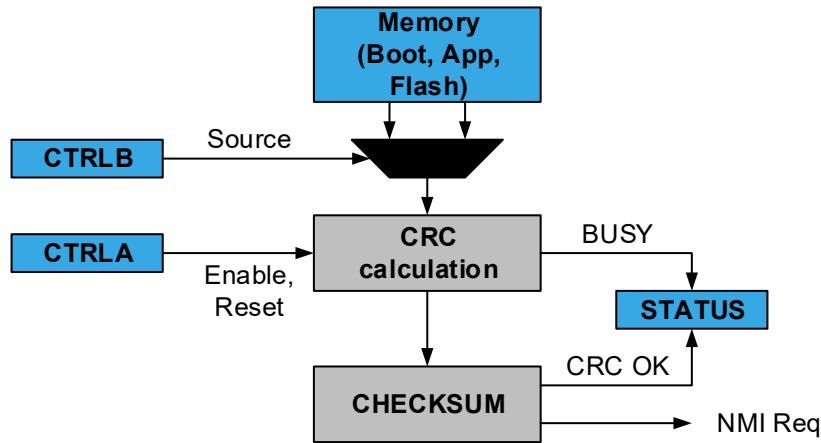 Memory
(Boot, App,
Flash)
Source
CTRLB
CTRLA
Enable,
Reset
CRC
calculation
BUSY
STATUS
CRC OK
CHECKSUM
NMI Req